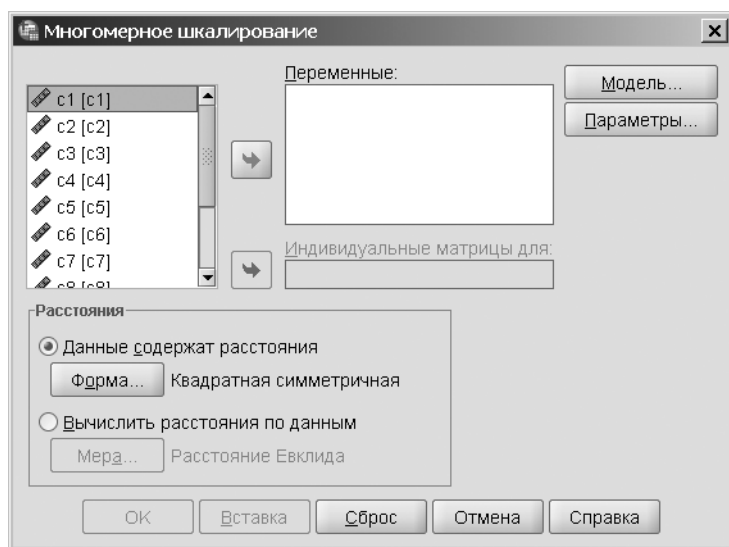 Многомерное шкалирование
c1 [c1]
c2 [c2]
c3 [c3]
c4 [c4]
c5 [c5]
c6 [c6]
c7 [c7]
c8 [c8]
Переменные:
Модель...
Параметры...
Индивидуальные матрицы для:
Расстояния
Данные содержат расстояния
Форма... Квадратная симметричная
Вычислить расстояния по данным
Мера... Расстояние Евклида
OK Вставка Сброс Отмена Справка